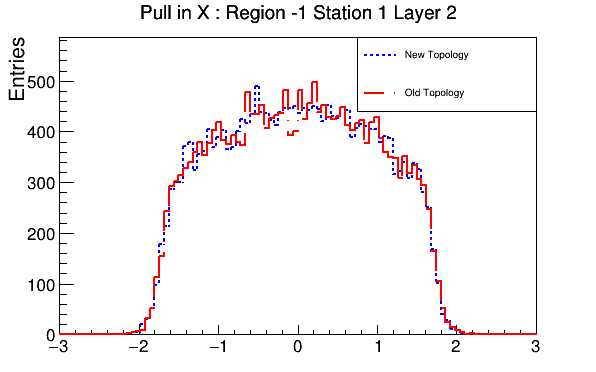 Pull in X : Region -1 Station 1 Layer 2
Entries
New Topology
Old Topology
500
400
300
200
100
0
−3 −2 −1 0 1 2 3